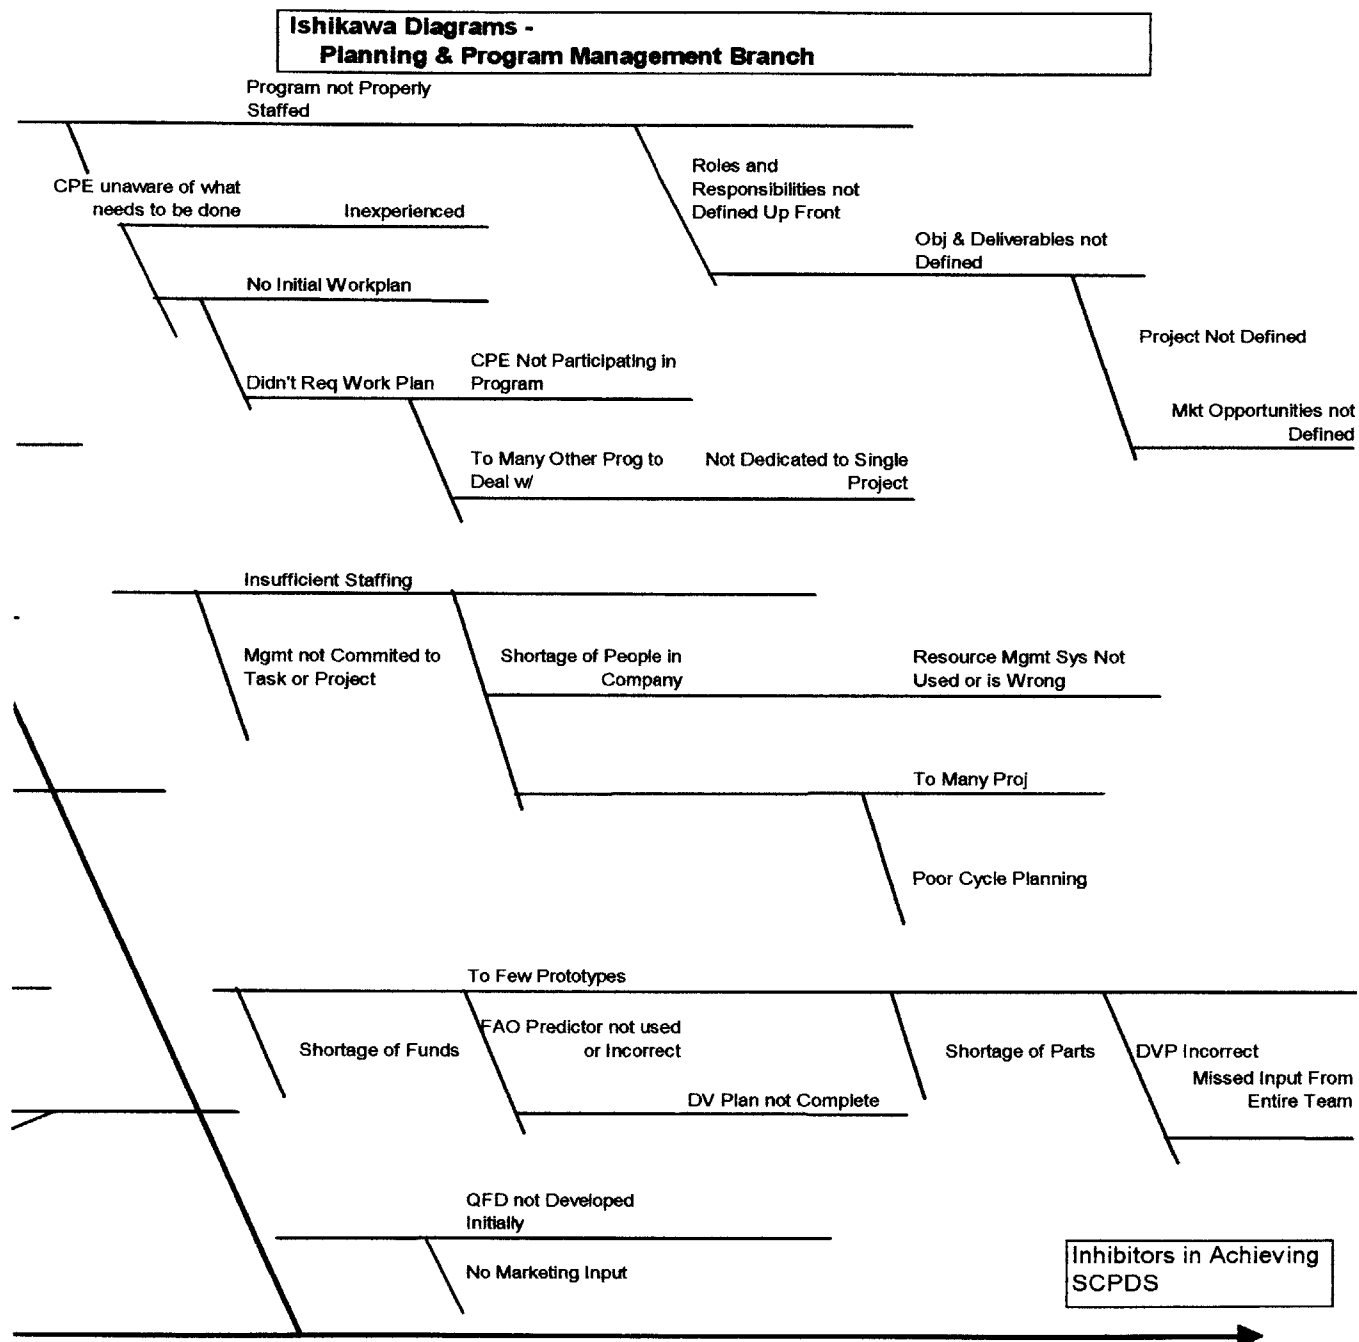 Ishikawa Diagrams -
Planning & Program Management Branch
Program not Properly
Staffed
Roles and
Responsibilities not
Defined Up Front
CPE unaware of what
needs to be done
Inexperienced
Obj & Deliverables not
Defined
No Initial Workplan
Project Not Defined
CPE Not Participating in
Program
Didn't Req Work Plan
Mkt Opportunities not
Defined
To Many Other Prog to
Deal w/
Not Dedicated to Single
Project
Insufficient Staffing
Mgmt not Commited to
Task or Project
Shortage of People in
Company
Resource Mgmt Sys Not
Used or is Wrong
To Many Proj
Poor Cycle Planning
To Few Prototypes
Shortage of Funds
FAO Predictor not used
or Incorrect
Shortage of Parts
DVP Incorrect
Missed Input From
Entire Team
DV Plan not Complete
QFD not Developed
Initially
No Marketing Input
Inhibitors in Achieving
SCPDS